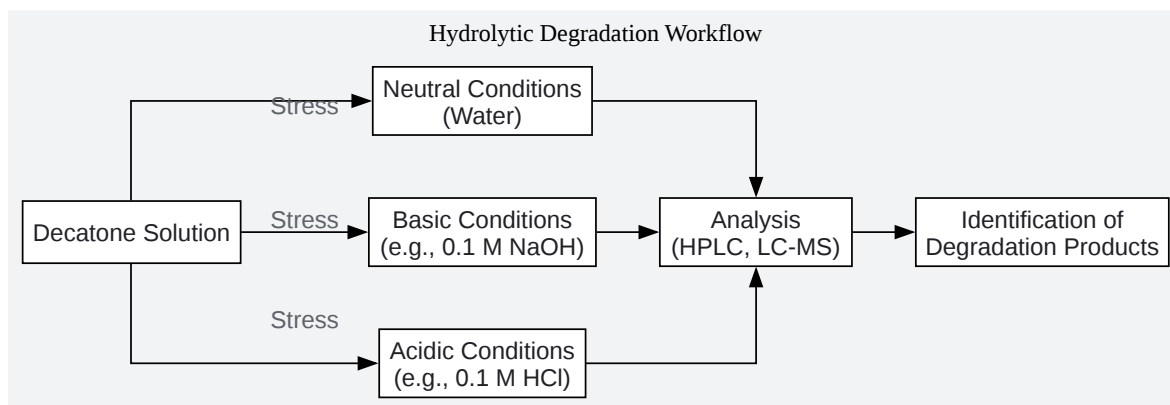 Hydrolytic Degradation Workflow
Stress
Neutral Conditions
(Water)
Decatone Solution
Stress
Basic Conditions
(e.g., 0.1 M NaOH)
Analysis
(HPLC, LC-MS)
Identification of
Degradation Products
Stress
Acidic Conditions
(e.g., 0.1 M HCl)